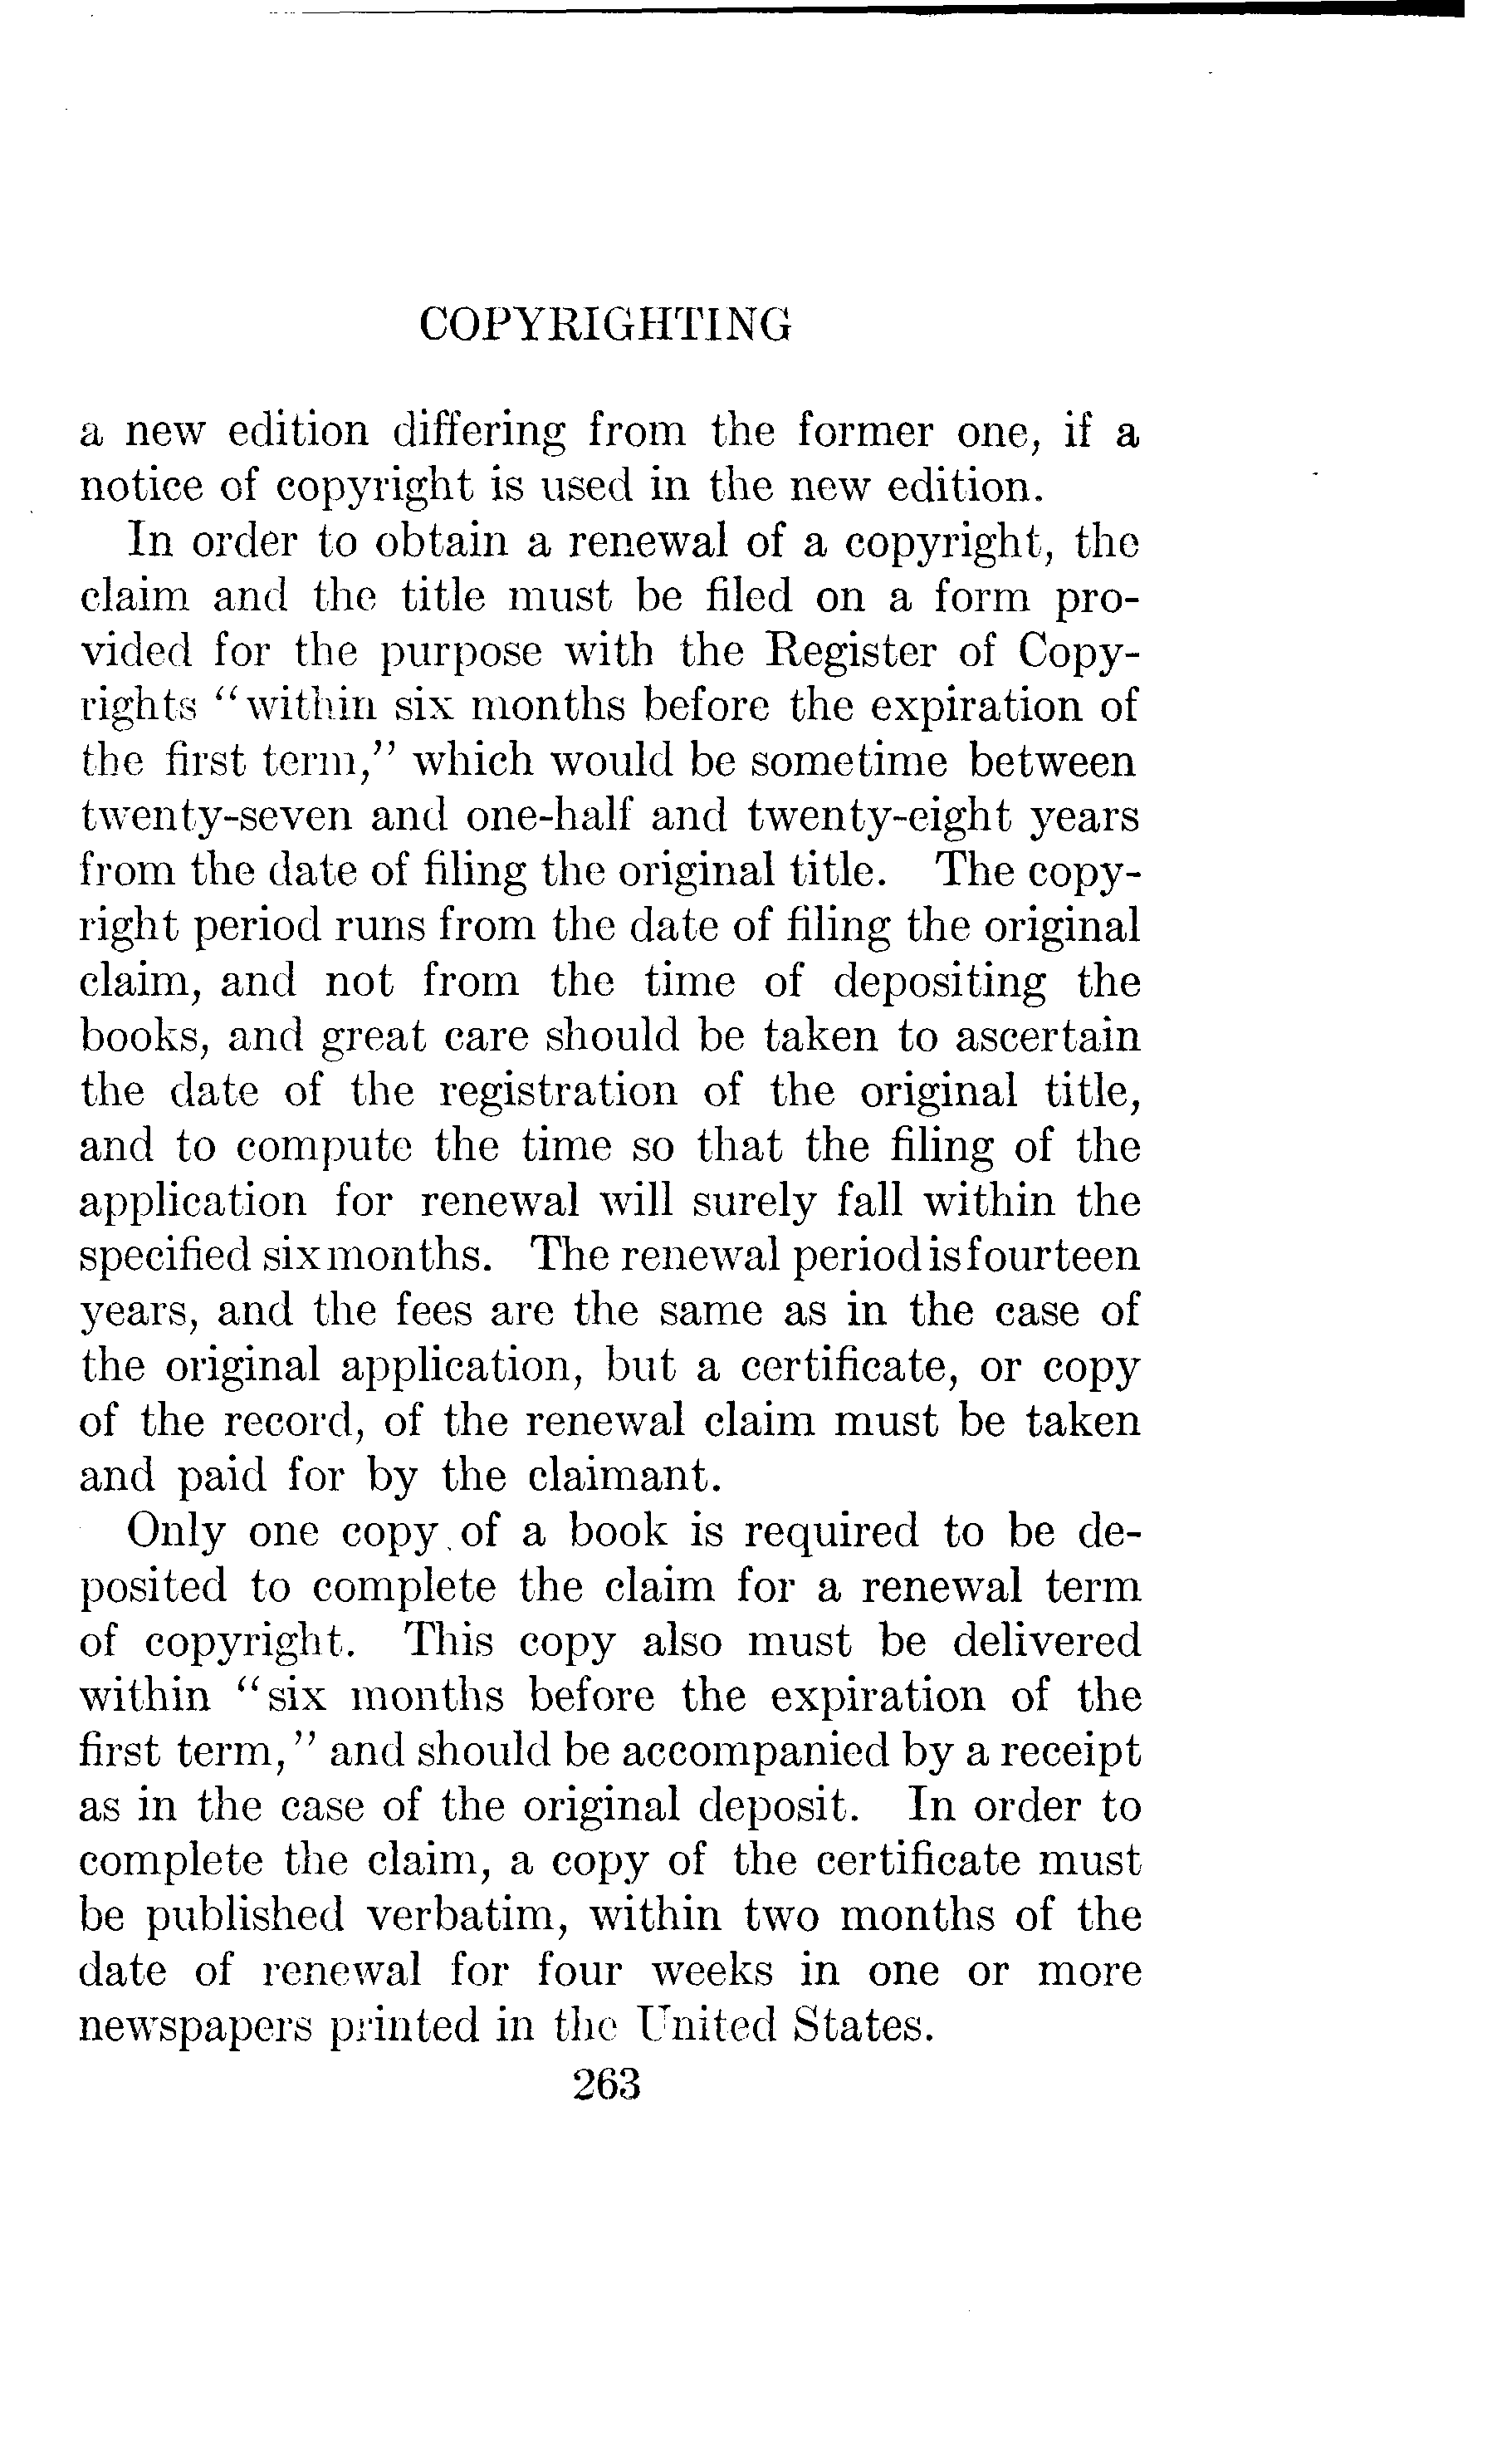 COPYRIGHTING
a new edition differing from the former one, if a
notice of copyright is used in the new edition.
In order to obtain a renewal of a copyright, the
claim and the title must be filed on a form pro-
vided for the purpose with the Register of Copy-
rights "within six months before the expiration of
the first term," which would be sometime between
twenty-seven and one-half and twenty-eight years
from the date of filing the original title. The copy-
right period runs from the date of filing the original
claim, and not from the time of depositing the
books, and great care should be taken to ascertain
the date of the registration of the original title,
and to compute the time so that the filing of the
application for renewal will surely fall within the
specified six months. The renewal period is fourteen
years, and the fees are the same as in the case of
the original application, but a certificate, or copy
of the record, of the renewal claim must be taken
and paid for by the claimant.
Only one copy of a book is required to be de-
posited to complete the claim for a renewal term
of copyright. This copy also must be delivered
within "six months before the expiration of the
first term," and should be accompanied by a receipt
as in the case of the original deposit. In order to
complete the claim, a copy of the certificate must
be published verbatim, within two months of the
date of renewal for four weeks in one or more
newspapers printed in the United States.
263